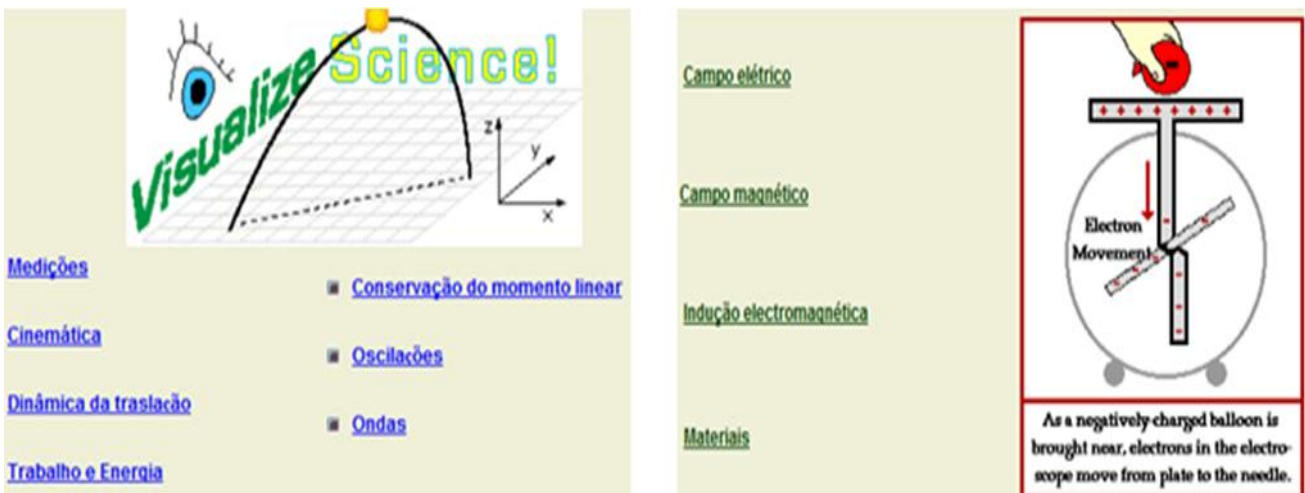 Visualize Science!
z
y
x
Medições
Cinemática
Dinâmica da traslacão
Trabalho e Energia
Conservação do momento linear
Oscilacões
Ondas
Campo elétrico
Campo magnético
Indução electromagnética
Materiais
Electron
Movement
As a negatively-charged balloon is
brought near, electrons in the electro-
scope move from plate to the needle.